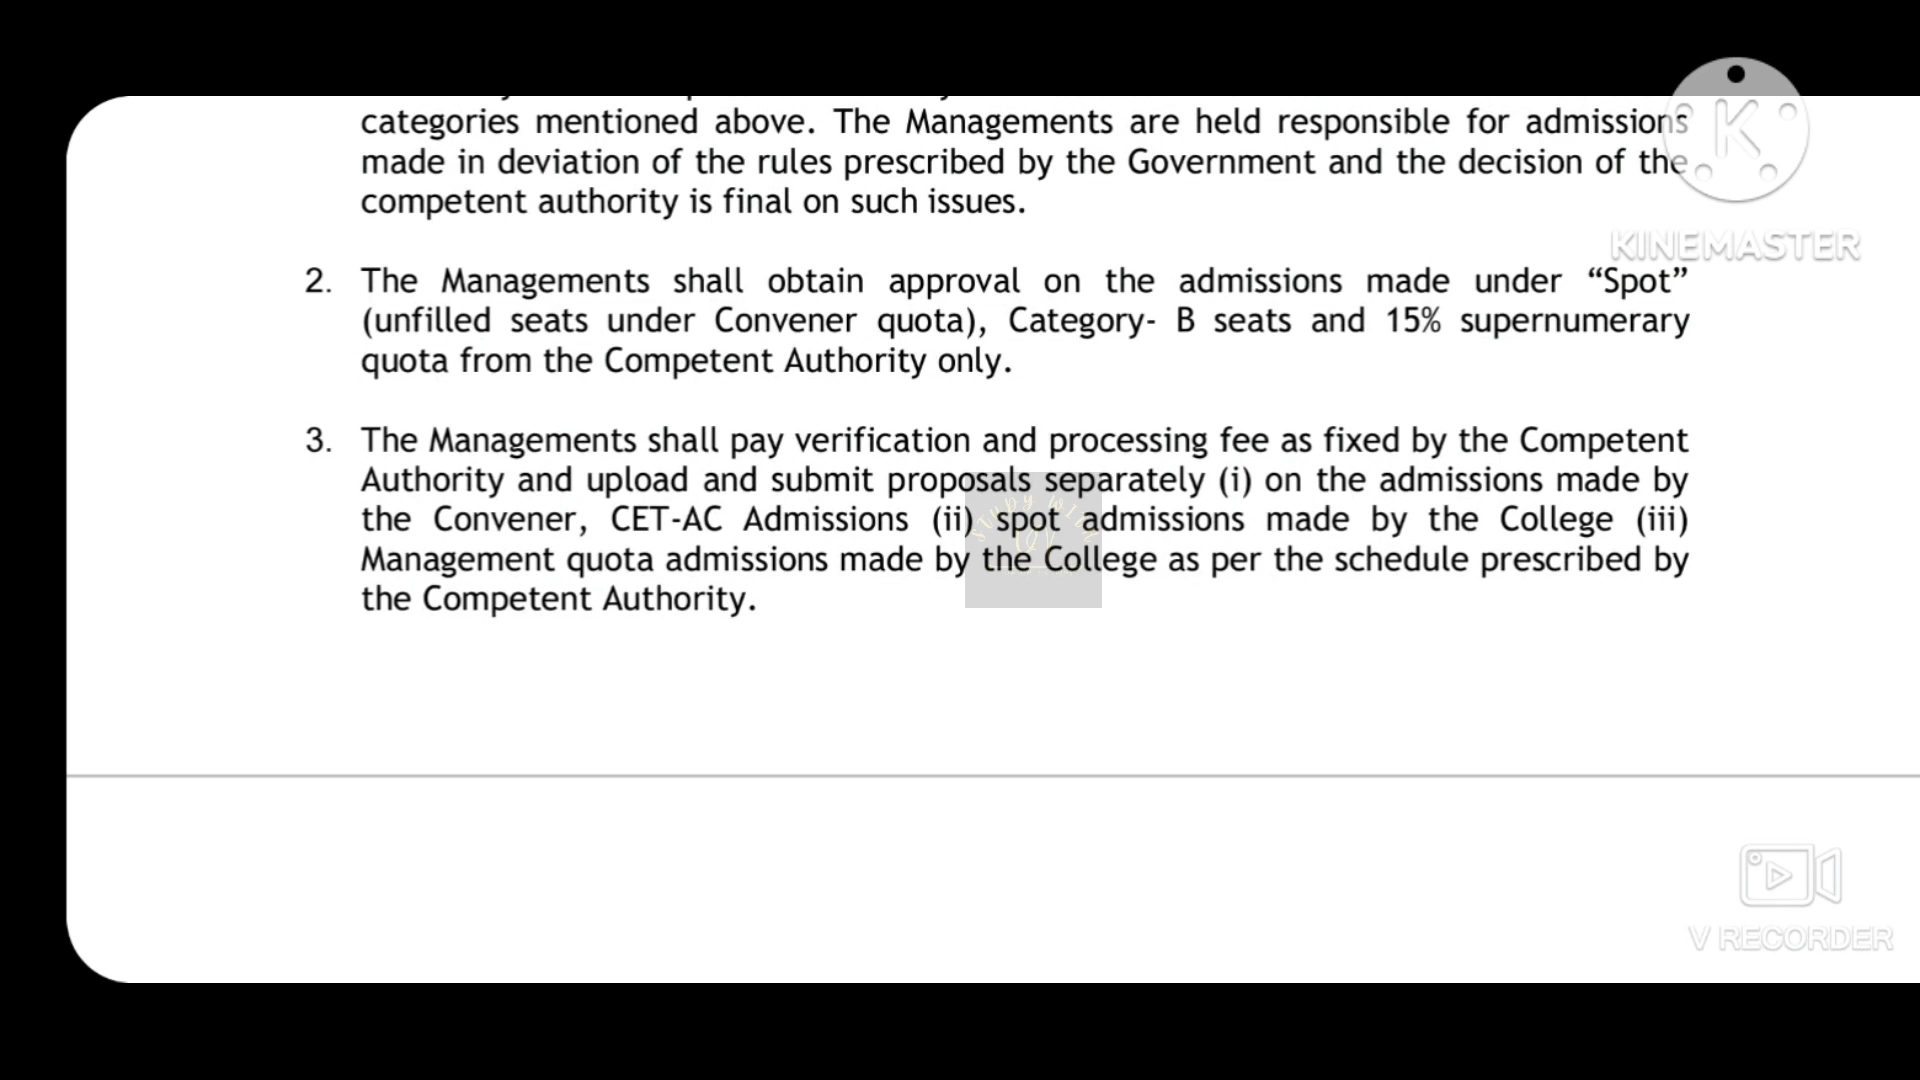 categories mentioned above. The Managements are held responsible for admissions
made in deviation of the rules prescribed by the Government and the decision of the
competent authority is final on such issues.
2. The Managements shall obtain approval on the admissions made under “Spot”
(unfilled seats under Convener quota), Category- B seats and 15% supernumerary
quota from the Competent Authority only.
3. The Managements shall pay verification and processing fee as fixed by the Competent
Authority and upload and submit proposals separately (i) on the admissions made by
the Convener, CET-AC Admissions (ii) spot admissions made by the College (iii)
Management quota admissions made by the College as per the schedule prescribed by
the Competent Authority.
K
KINEMASTER
STUDY WITH
V RECORDER